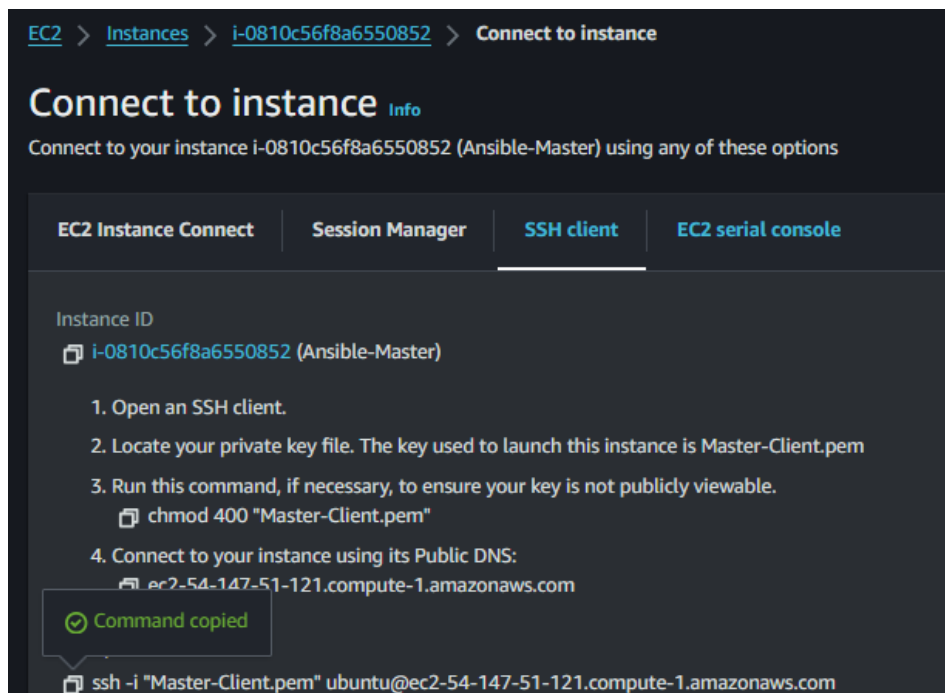 EC2 > Instances > i-0810c56f8a6550852 > Connect to instance
Connect to instance Info
Connect to your instance i-0810c56f8a6550852 (Ansible-Master) using any of these options
EC2 Instance Connect Session Manager SSH client EC2 serial console
Instance ID
i-0810c56f8a6550852 (Ansible-Master)
1. Open an SSH client.
2. Locate your private key file. The key used to launch this instance is Master-Client.pem
3. Run this command, if necessary, to ensure your key is not publicly viewable.
chmod 400 "Master-Client.pem"
4. Connect to your instance using its Public DNS:
ec2-54-147-51-121.compute-1.amazonaws.com
Command copied
ssh -i "Master-Client.pem" ubuntu@ec2-54-147-51-121.compute-1.amazonaws.com